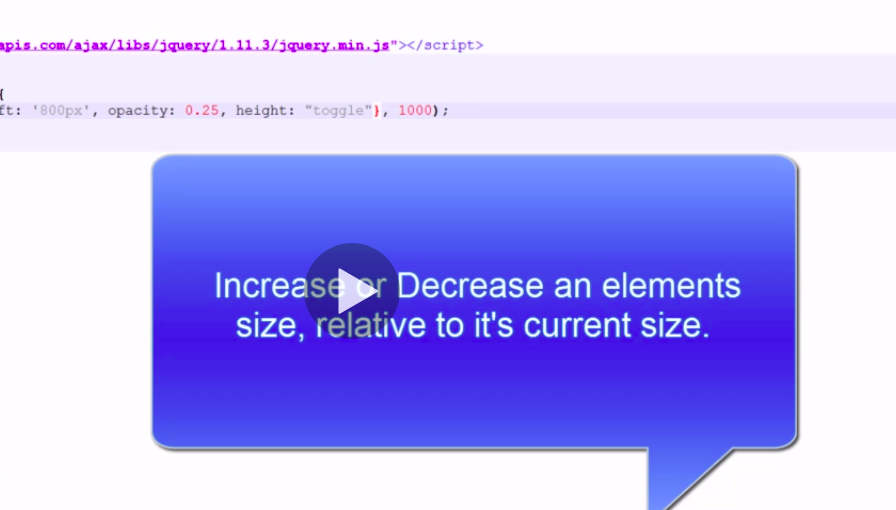 apis.com/ajax/libs/jquery/1.11.3/jquery.min.js"></script>
{
ft: '800px', opacity: 0.25, height: "toggle"}, 1000);
Increase or Decrease an elements
size, relative to it's current size.